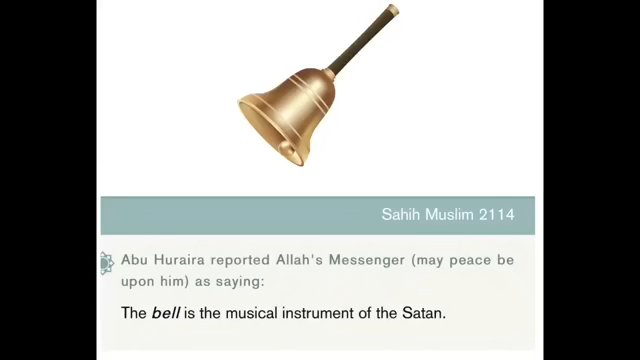 Sahih Muslim 2114
Abu Huraira reported Allah's Messenger (may peace be
upon him) as saying:
The bell is the musical instrument of the Satan.